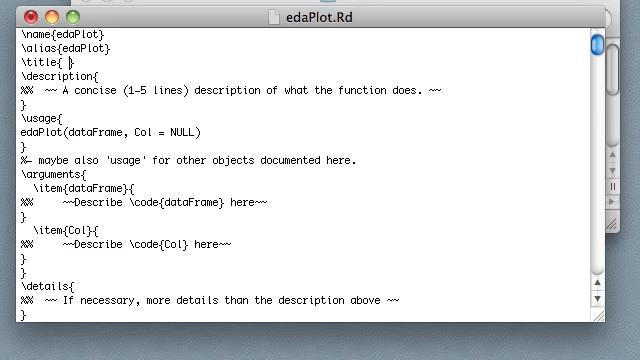 edaPlot.Rd
\name{edaPlot}
\alias{edaPlot}
\title{ }
\description{
%% ~~ A concise (1-5 lines) description of what the function does. ~~
}
\usage{
edaPlot(dataFrame, Col = NULL)
}
%- maybe also 'usage' for other objects documented here.
\arguments{
\item{dataFrame}{
%% ~~Describe \code{dataFrame} here~~
}
\item{Col}{
%% ~~Describe \code{Col} here~~
}
}
\details{
%% ~~ If necessary, more details than the description above ~~
}